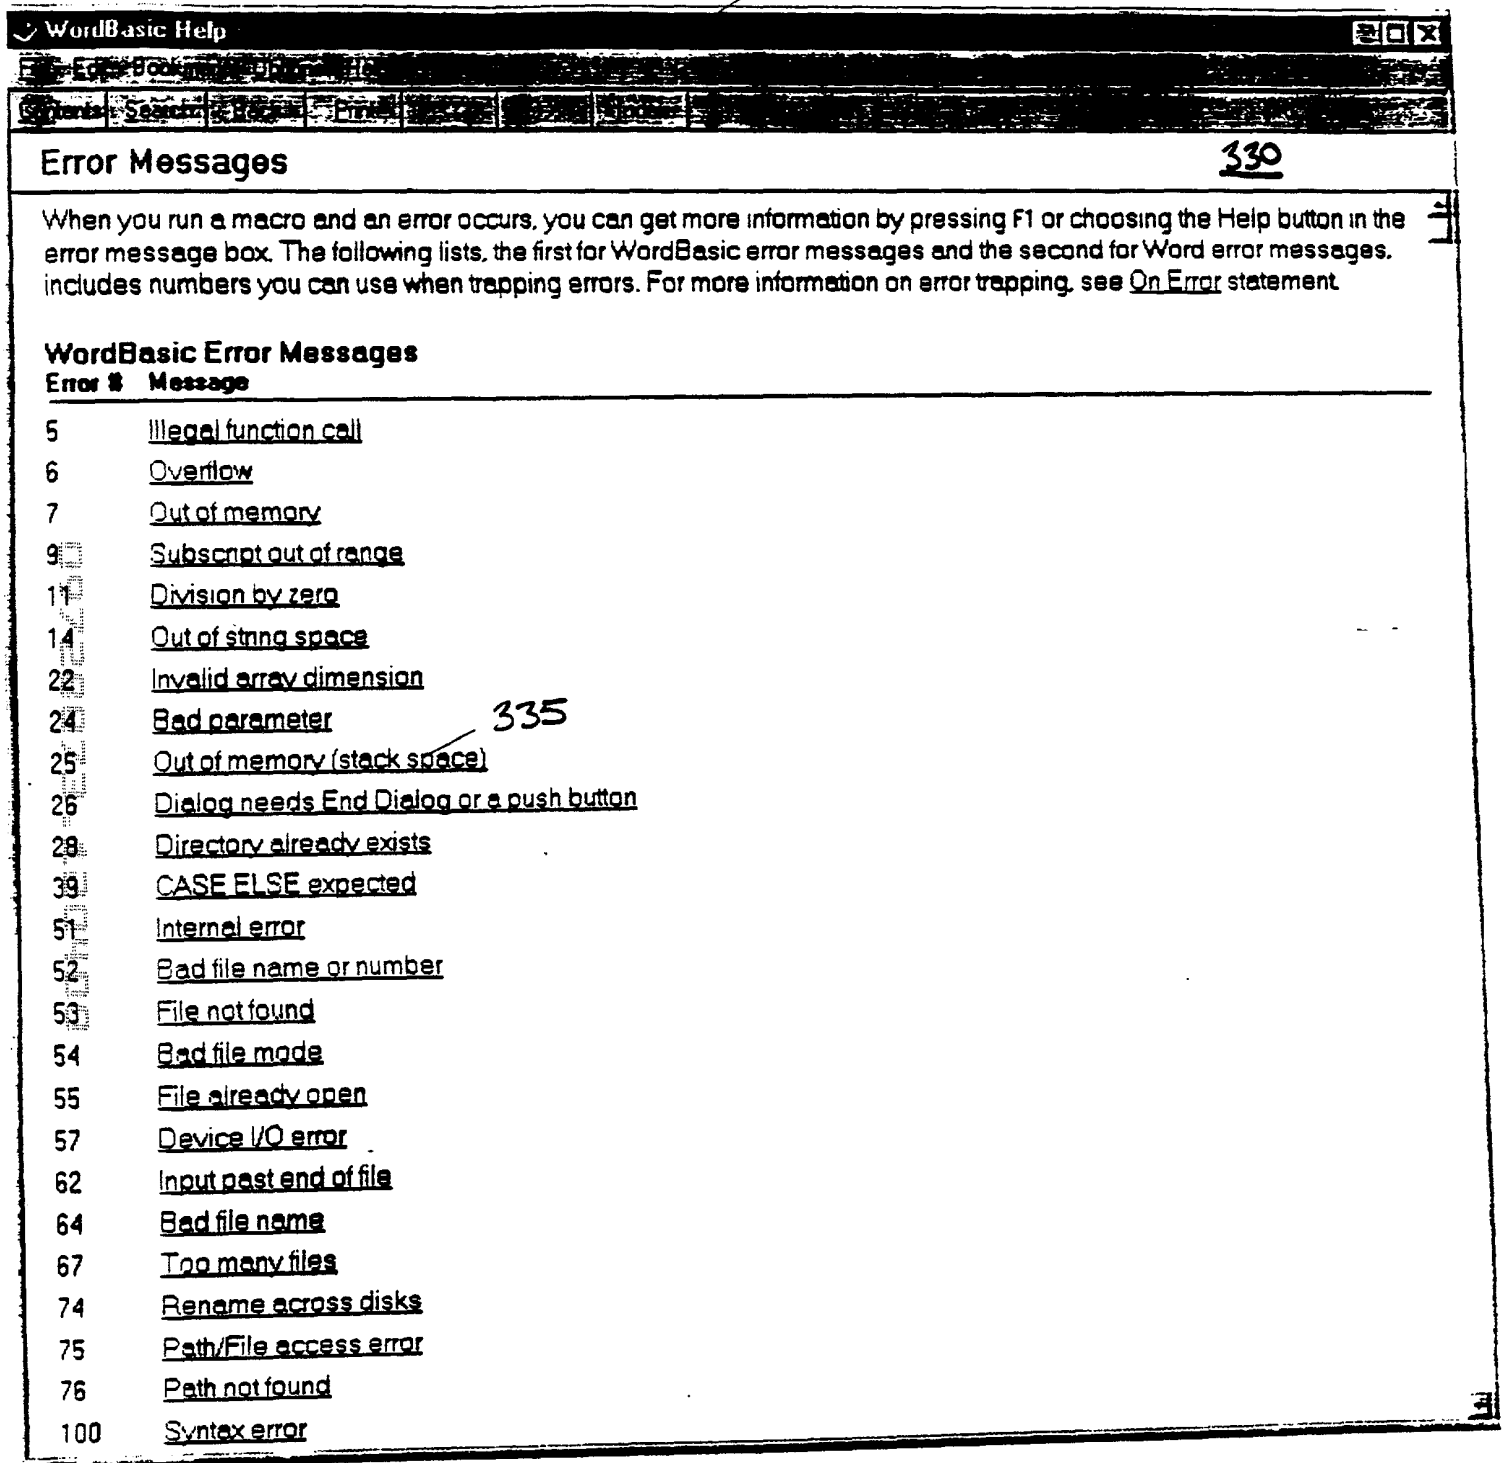 WordBasic Help
Error Messages 330
When you run a macro and an error occurs, you can get more information by pressing F1 or choosing the Help button in the
error message box. The following lists, the first for WordBasic error messages and the second for Word error messages,
includes numbers you can use when trapping errors. For more information on error trapping, see On Error statement.
WordBasic Error Messages
Error # Message
5 Illegal function call
6 Overflow
7 Out of memory
9 Subscript out of range
11 Division by zero
14 Out of string space
22 Invalid array dimension
24 Bad parameter
335
25 Out of memory (stack space)
26 Dialog needs End Dialog or a push button
28 Directory already exists
39 CASE ELSE expected
51 Internal error
52 Bad file name or number
53 File not found
54 Bad file mode
55 File already open
57 Device I/O error
62 Input past end of file
64 Bad file name
67 Too many files
74 Rename across disks
75 Path/File access error
76 Path not found
100 Syntax error